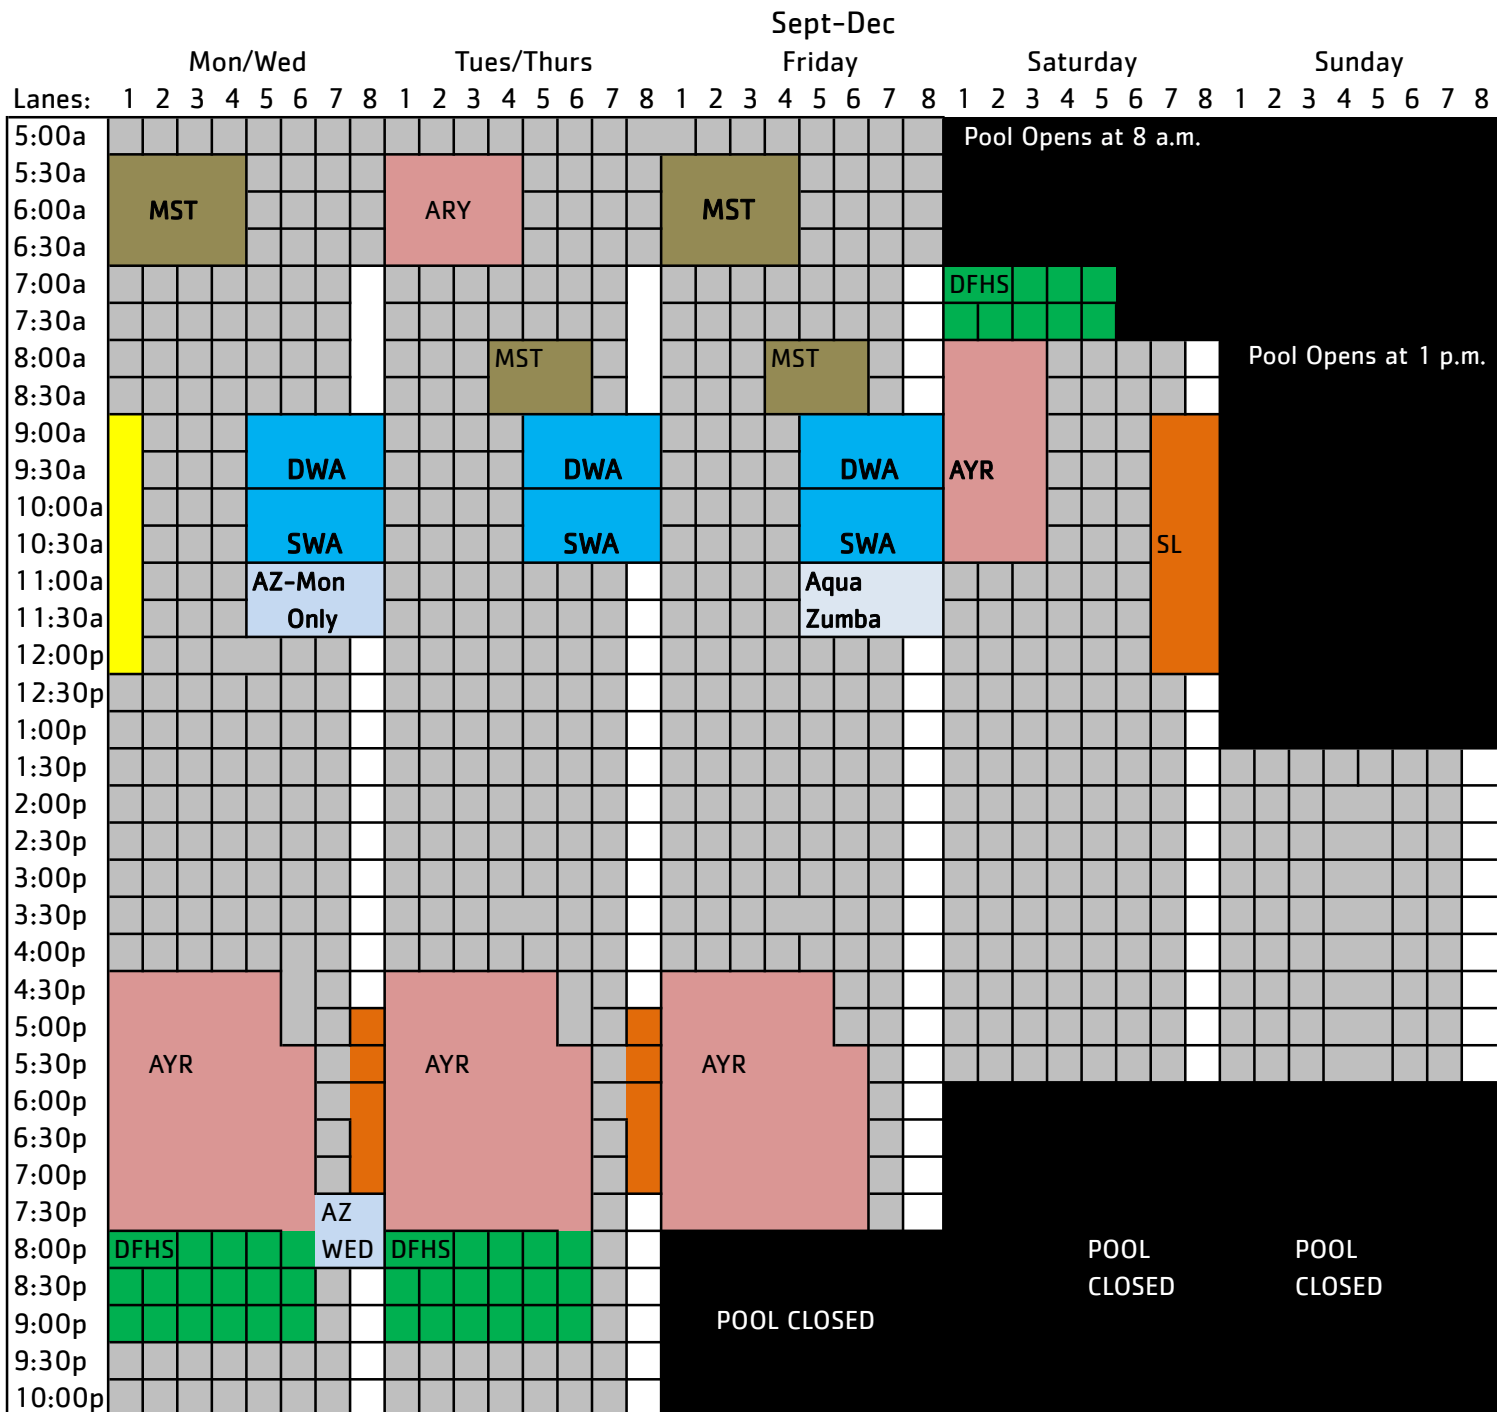 Sept-Dec
Mon/Wed Tues/Thurs Friday Saturday Sunday
Lanes: 1 2 3 4 5 6 7 8 1 2 3 4 5 6 7 8 1 2 3 4 5 6 7 8 1 2 3 4 5 6 7 8 1 2 3 4 5 6 7 8
5:00a Pool Opens at 8 a.m.
5:30a
6:00a MST ARY MST
6:30a
7:00a DFHS
7:30a
8:00a MST MST Pool Opens at 1 p.m.
8:30a
9:00a
9:30a DWA DWA DWA AYR
10:00a
10:30a SWA SWA SWA SL
11:00a AZ-Mon Aqua
11:30a Only Zumba
12:00p
12:30p
1:00p
1:30p
2:00p
2:30p
3:00p
3:30p
4:00p
4:30p
5:00p
5:30p AYR AYR AYR
6:00p
6:30p
7:00p
7:30p AZ
8:00p DFHS WED DFHS POOL POOL
8:30p CLOSED CLOSED
9:00p POOL CLOSED
9:30p
10:00p